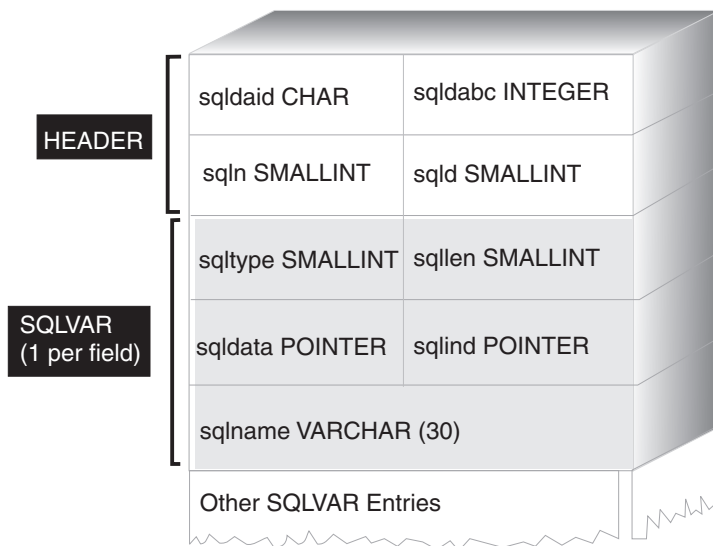 sqldaid CHAR
sqldabc INTEGER
HEADER
sqln SMALLINT
sqld SMALLINT
sqltype SMALLINT
sqllen SMALLINT
SQLVAR
(1 per field)
sqldata POINTER
sqlind POINTER
sqlname VARCHAR (30)
Other SQLVAR Entries